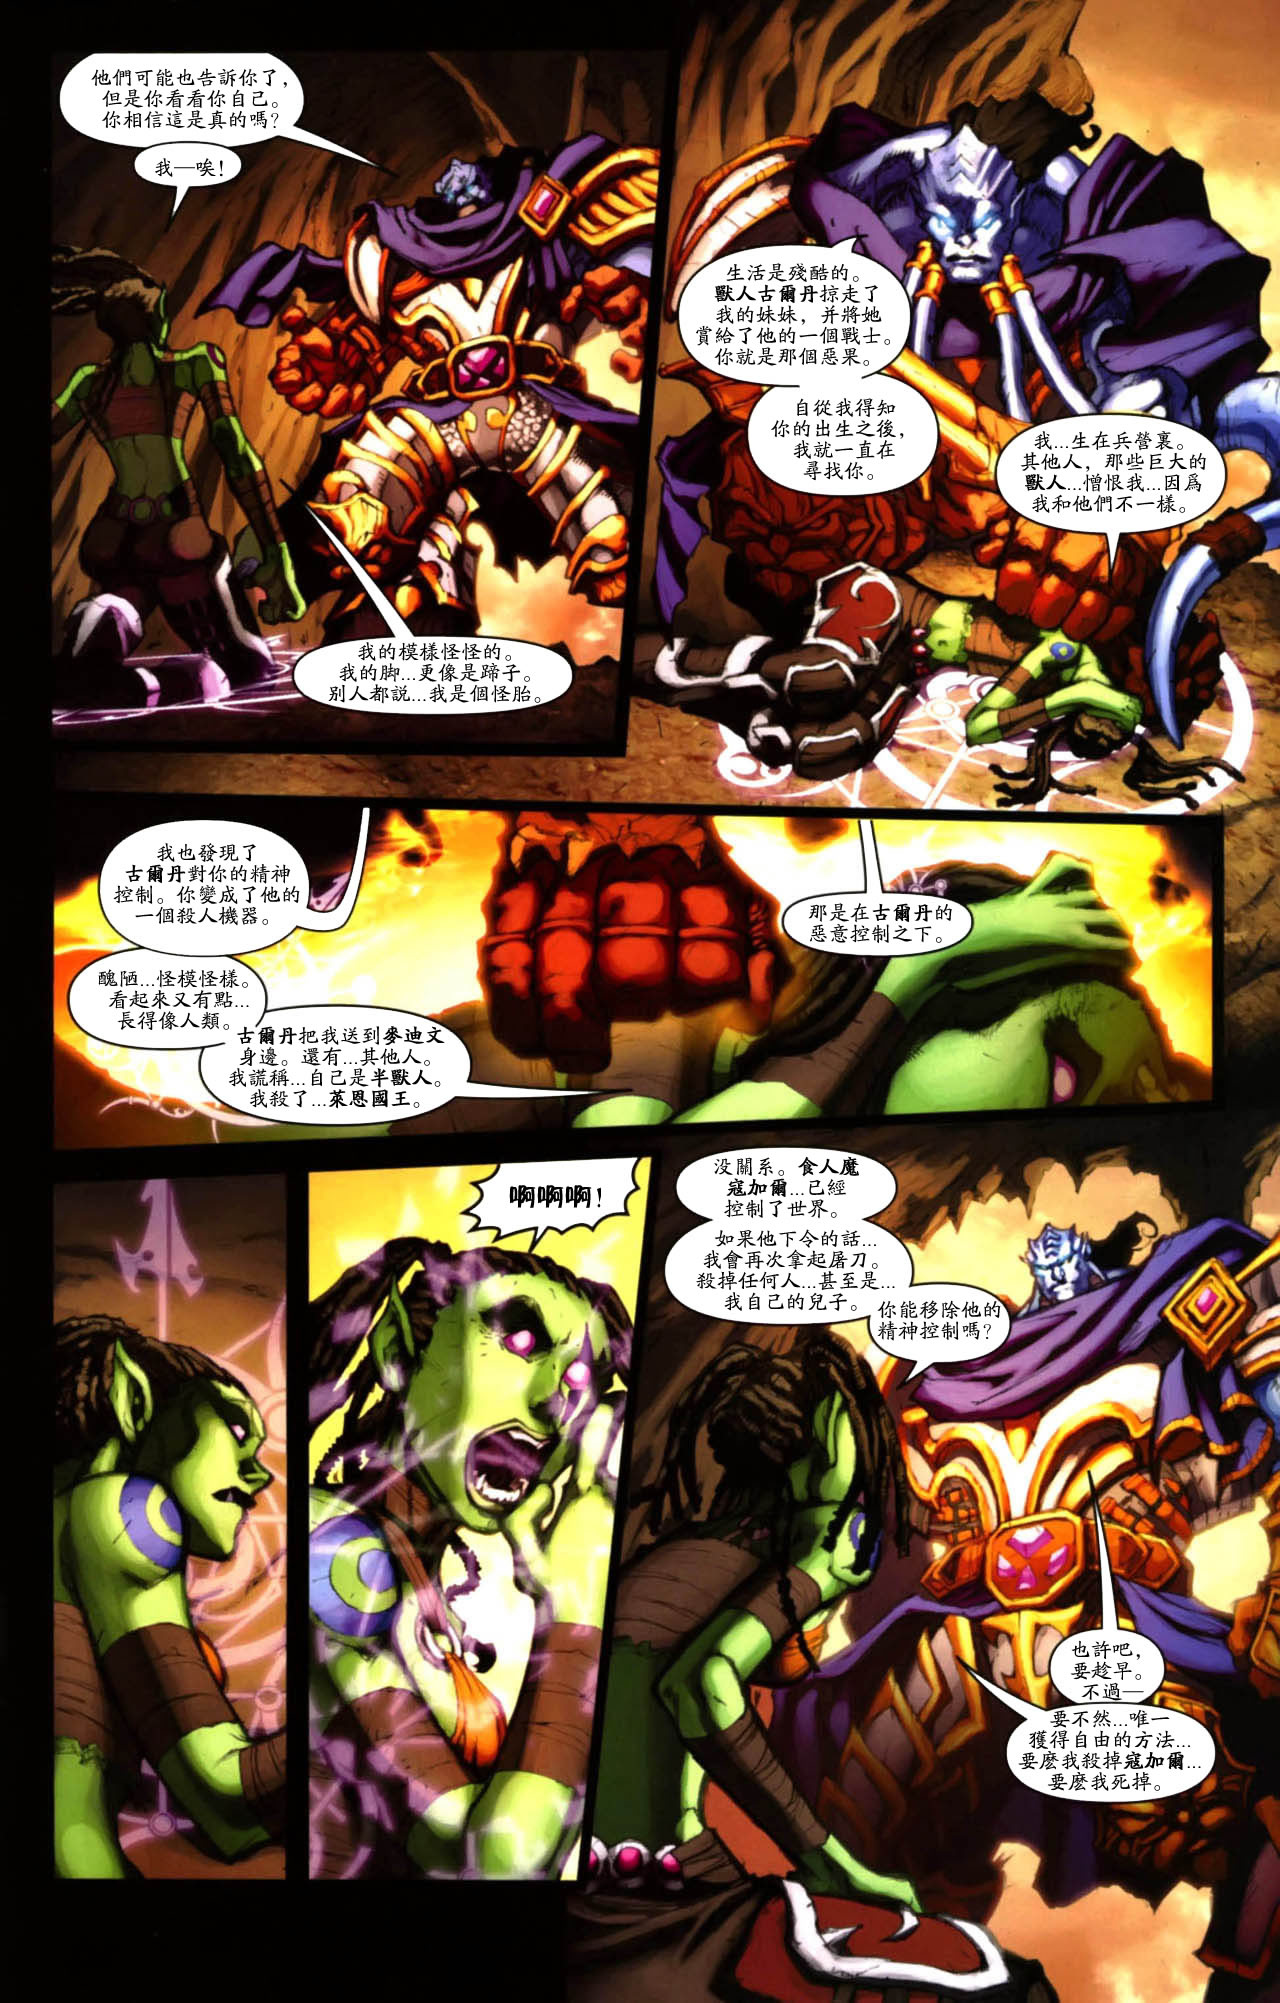 他們可能也告訴你了，
但是你看看你自己。
你相信這是真的嗎？
我—唉！
我的模樣怪怪的。
我的脚…更像是蹄子。
别人都説…我是個怪胎。
生活是殘酷的。
獸人古爾丹掠走了
我的妹妹，并將她
賞給了他的一個戰士。
你就是那個惡果。
自從我得知
你的出生之後，
我就一直在
尋找你。
我…生在兵營裏。
其他人，那些巨大的
獸人…憎恨我…因爲
我和他們不一樣。
我也發現了
古爾丹對你的精神
控制。你變成了他的
一個殺人機器。
醜陋…怪模怪樣。
看起來又有點…
長得像人類。
古爾丹把我送到麥迪文
身邊。還有…其他人。
我謊稱…自己是半獸人。
我殺了…萊恩國王。
那是在古爾丹的
惡意控制之下。
啊啊啊！
没關系。食人魔
寇加爾…已經
控制了世界。
如果他下令的話…
我會再次拿起屠刀。
殺掉任何人…甚至是…
我自己的兒子。
你能移除他的
精神控制嗎？
也許吧，
要趁早。
不過—
要不然…唯一
獲得自由的方法…
要麽我殺掉寇加爾…
要麽我死掉。